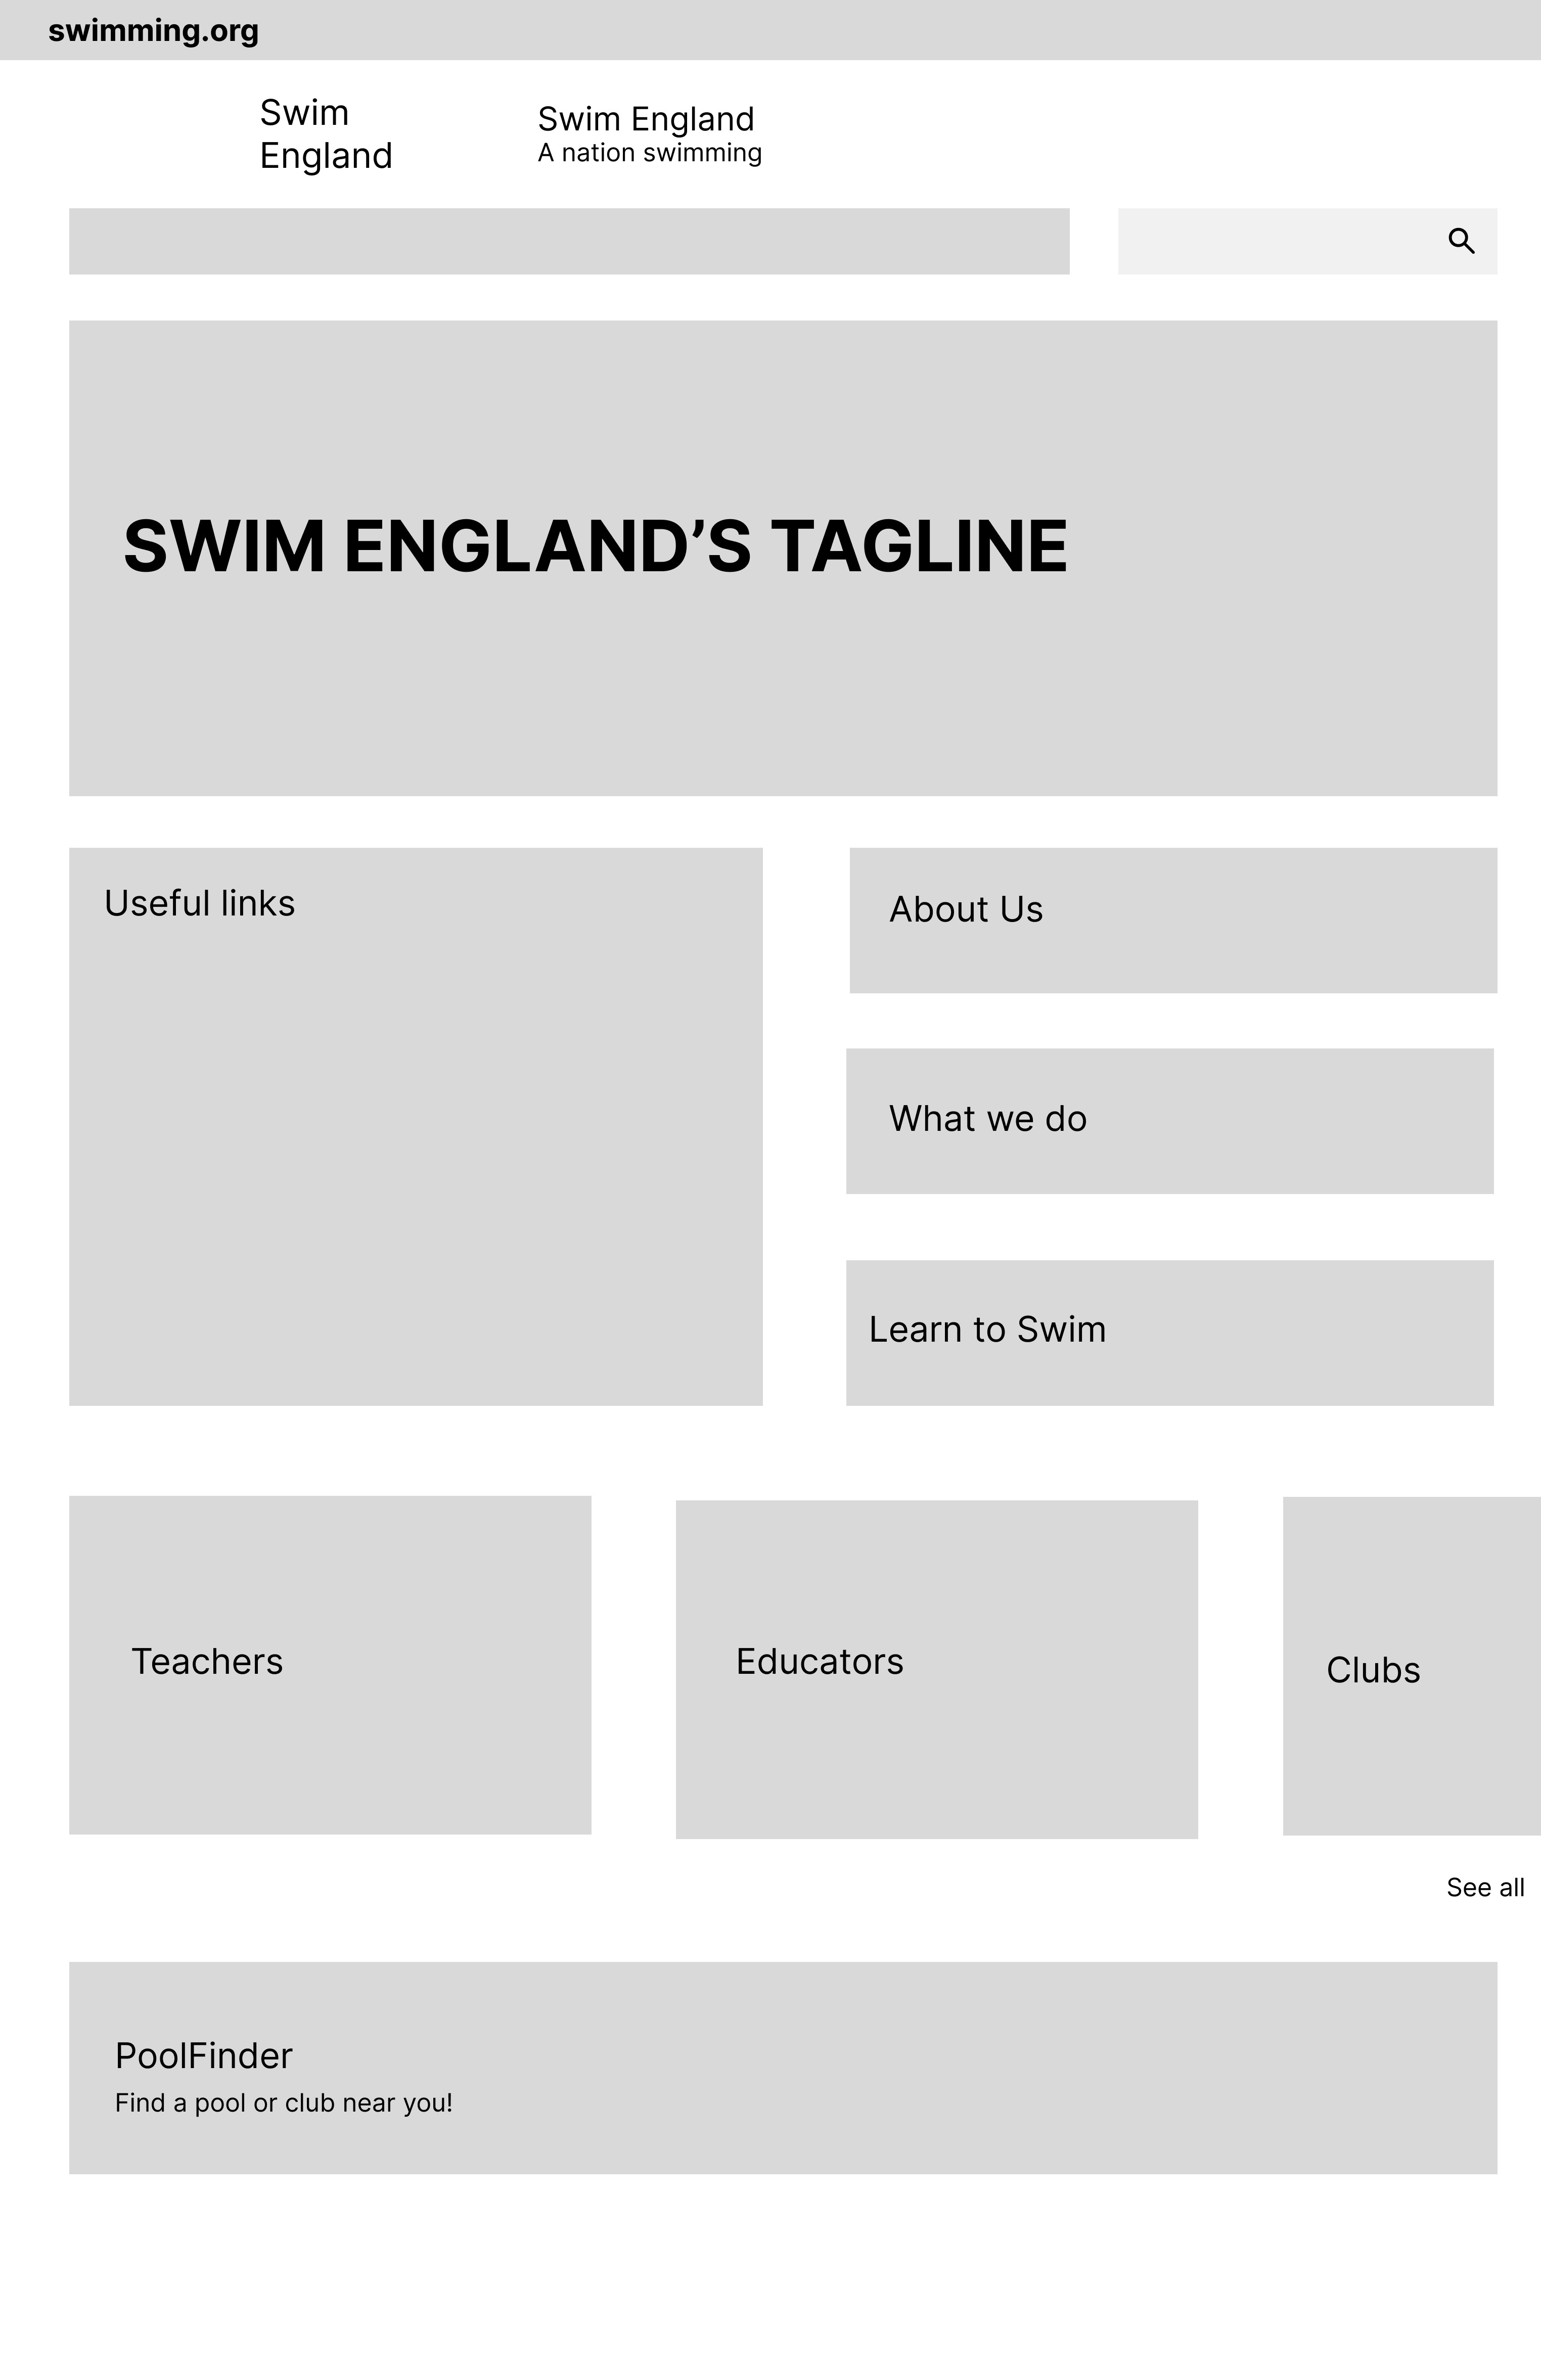 swimming.org
Swim
England
Swim England
A nation swimming
SWIM ENGLAND’S TAGLINE
Useful links
About Us
What we do
Learn to Swim
Teachers
Educators
Clubs
See all
PoolFinder
Find a pool or club near you!